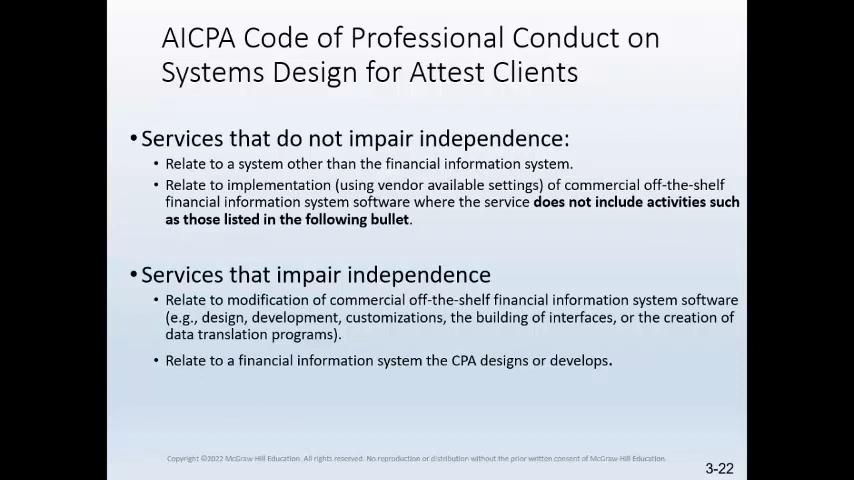 AICPA Code of Professional Conduct on
Systems Design for Attest Clients
•Services that do not impair independence:
• Relate to a system other than the financial information system.
• Relate to implementation (using vendor available settings) of commercial off-the-shelf
financial information system software where the service does not include activities such
as those listed in the following bullet.
•Services that impair independence
• Relate to modification of commercial off-the-shelf financial information system software
(e.g., design, development, customizations, the building of interfaces, or the creation of
data translation programs).
• Relate to a financial information system the CPA designs or develops.
Copyright ©2022 McGraw-Hill Education. All rights reserved. No reproduction or distribution without the prior written consent of McGraw-Hill Education.
3-22